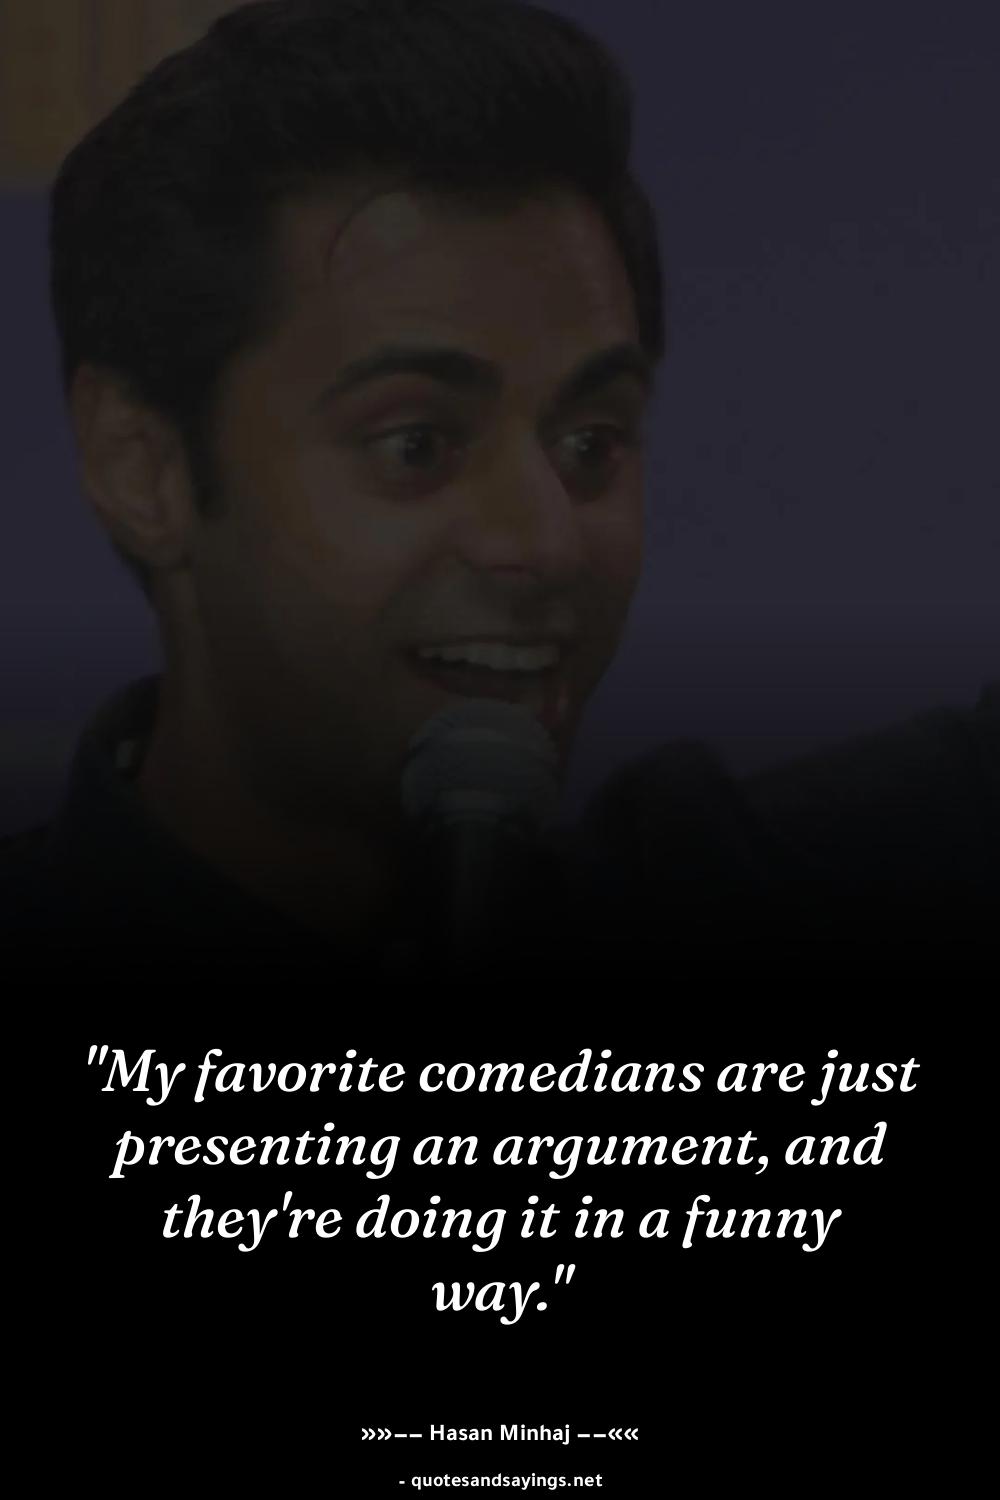 "My favorite comedians are just
presenting an argument, and
they're doing it in a funny
way."
»»−− Hasan Minhaj −−««
- quotesandsayings.net